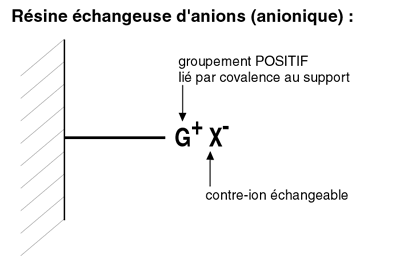 Résine échangeuse d'anions (anionique) :
groupement POSITIF
lié par covalence au support
G+ X-
contre-ion échangeable